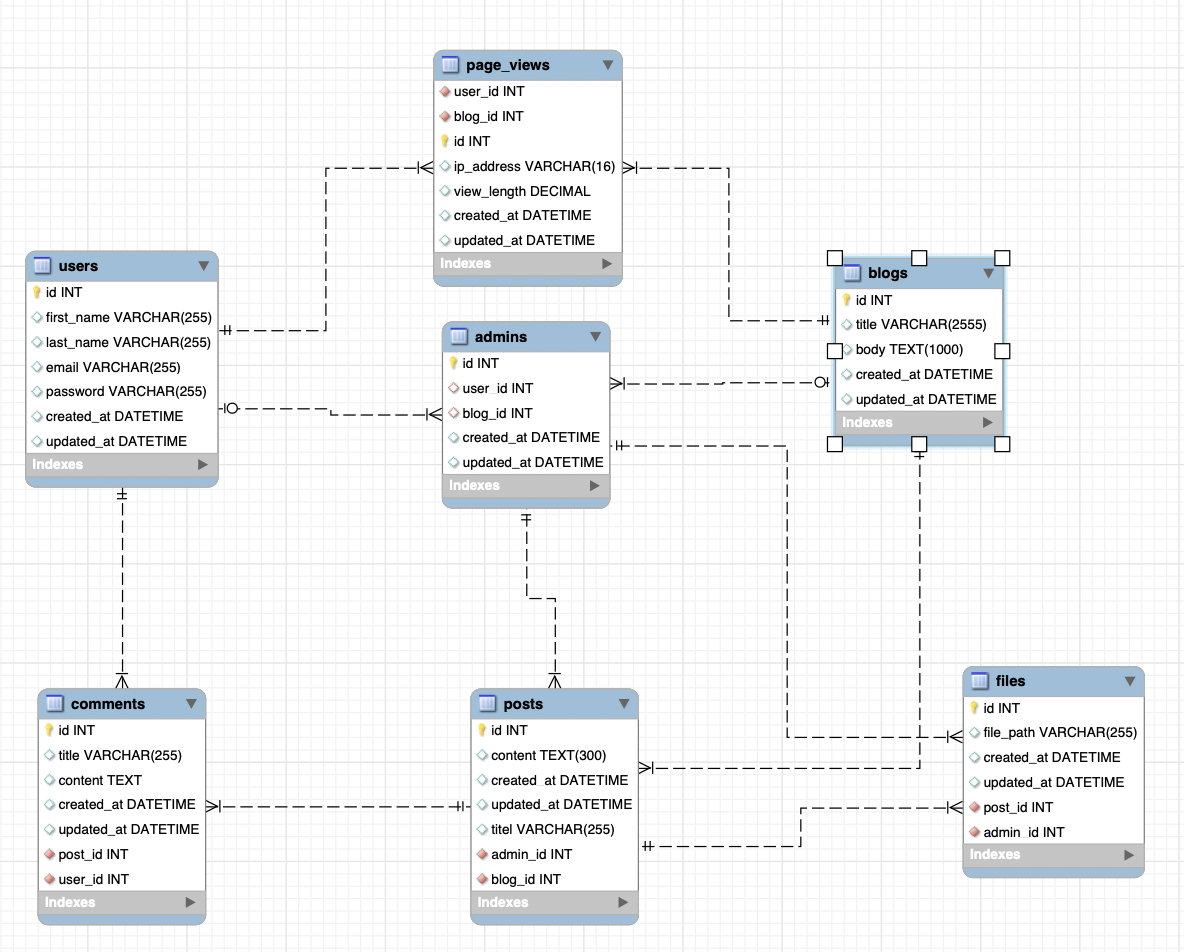 page_views
user_id INT
blog_id INT
id INT
ip_address VARCHAR(16)
view_length DECIMAL
created_at DATETIME
updated_at DATETIME
Indexes
users
id INT
first_name VARCHAR(255)
last_name VARCHAR(255)
email VARCHAR(255)
password VARCHAR(255)
created_at DATETIME
updated_at DATETIME
Indexes
admins
id INT
user_id INT
blog_id INT
created_at DATETIME
updated_at DATETIME
Indexes
blogs
id INT
title VARCHAR(2555)
body TEXT(1000)
created_at DATETIME
updated_at DATETIME
Indexes
comments
id INT
title VARCHAR(255)
content TEXT
created_at DATETIME
updated_at DATETIME
post_id INT
user_id INT
Indexes
posts
id INT
content TEXT(300)
created_at DATETIME
updated_at DATETIME
titel VARCHAR(255)
admin_id INT
blog_id INT
Indexes
files
id INT
file_path VARCHAR(255)
created_at DATETIME
updated_at DATETIME
post_id INT
admin_id INT
Indexes